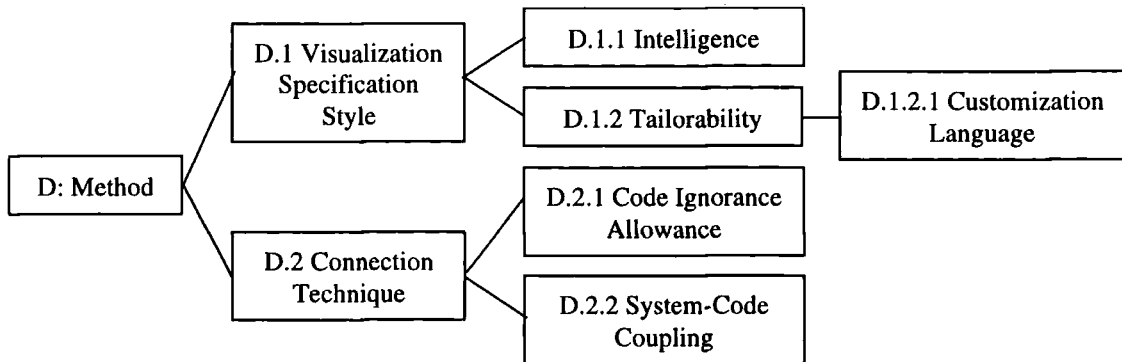 D: Method
D.1 Visualization
Specification
Style
D.1.1 Intelligence
D.1.2 Tailorability
D.1.2.1 Customization
Language
D.2 Connection
Technique
D.2.1 Code Ignorance
Allowance
D.2.2 System-Code
Coupling